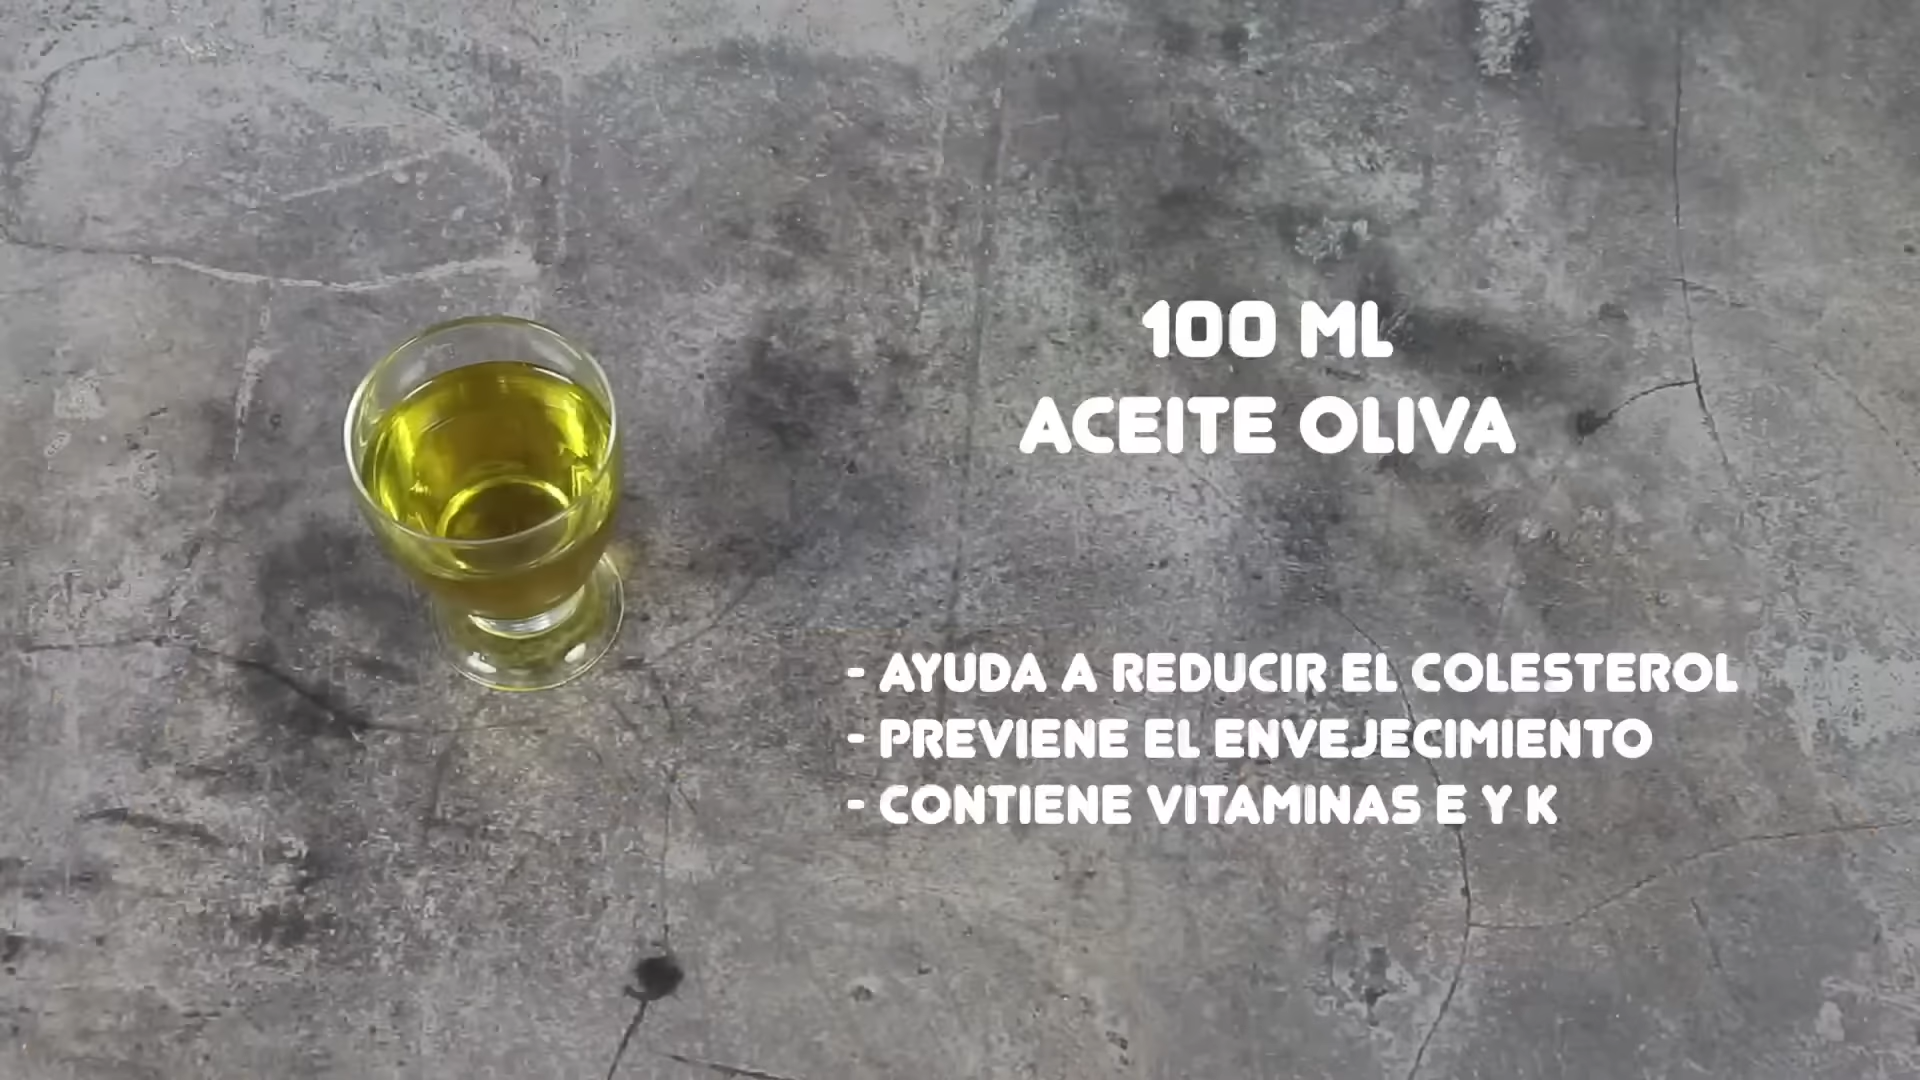 100 ML
ACEITE OLIVA
- AYUDA A REDUCIR EL COLESTEROL
- PREVIENE EL ENVEJECIMIENTO
- CONTIENE VITAMINAS E Y K